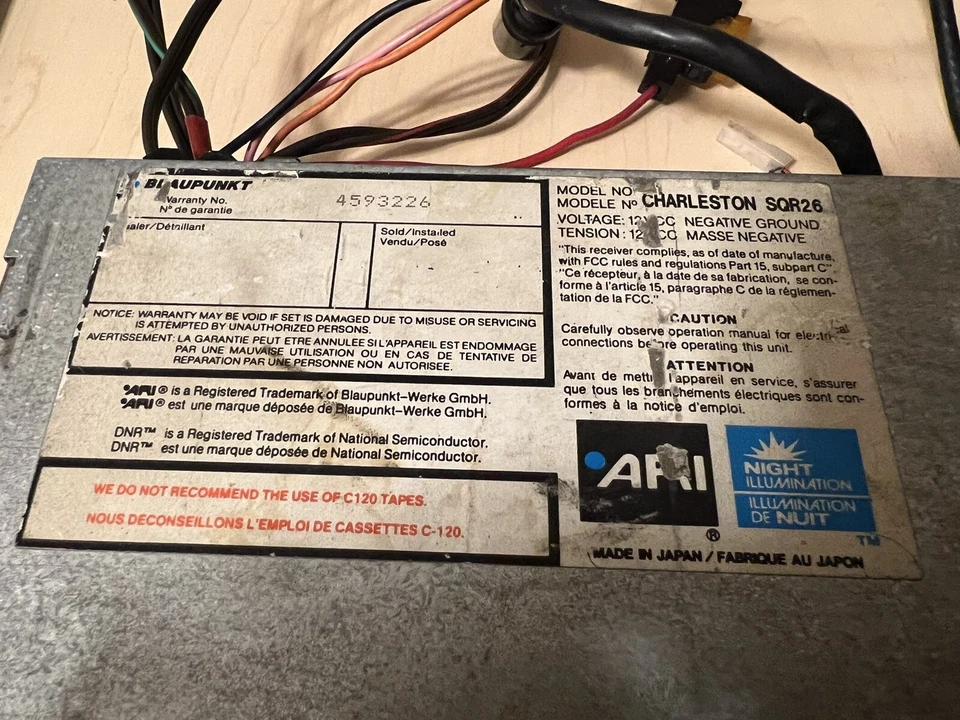 BLAUPUNKT
Warranty No.
N° de garantie
4593226
Dealer/Détaillant
Sold/Installed
Vendu/Posé
NOTICE: WARRANTY MAY BE VOID IF SET IS DAMAGED DUE TO MISUSE OR SERVICING
IS ATTEMPTED BY UNAUTHORIZED PERSONS.
AVERTISSEMENT: LA GARANTIE PEUT ETRE ANNULEE SI L'APPAREIL EST ENDOMMAGE
PAR UNE MAUVAISE UTILISATION OU EN CAS DE TENTATIVE DE
REPARATION PAR UNE PERSONNE NON AUTORISEE.
ARI® is a Registered Trademark of Blaupunkt-Werke GmbH.
ARI® est une marque déposée de Blaupunkt-Werke GmbH.
DNR™ is a Registered Trademark of National Semiconductor.
DNR™ est une marque déposée de National Semiconductor.
WE DO NOT RECOMMEND THE USE OF C120 TAPES.
NOUS DECONSEILLONS L'EMPLOI DE CASSETTES C-120.
MODEL NO
MODELE N° CHARLESTON SQR26
VOLTAGE: 12VCC NEGATIVE GROUND
TENSION: 12VCC MASSE NEGATIVE
"This receiver complies, as of date of manufacture,
with FCC rules and regulations Part 15, subpart C"
"Ce récepteur, à la date de sa fabrication, se con-
forme à l'article 15, paragraphe C de la réglemen-
tation de la FCC."
CAUTION
Carefully observe operation manual for electrical
connections before operating this unit.
ATTENTION
Avant de mettre l'appareil en service, s'assurer
que tous les branchements électriques sont con-
formes à la notice d'emploi.
ARI
®
NIGHT
ILLUMINATION
ILLUMINATION
DE NUIT
TM
MADE IN JAPAN / FABRIQUE AU JAPON